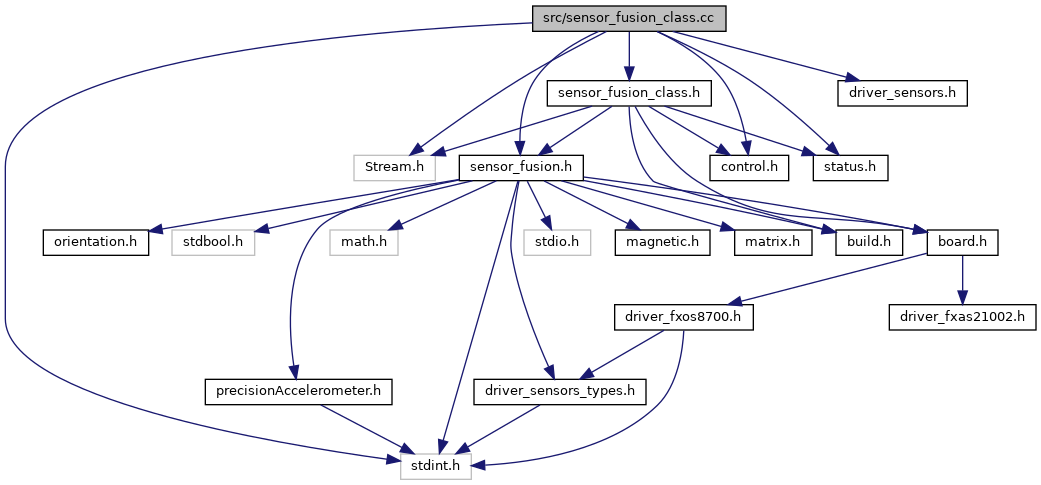 src/sensor_fusion_class.cc
sensor_fusion_class.h
driver_sensors.h
Stream.h
sensor_fusion.h
control.h
status.h
orientation.h
stdbool.h
math.h
stdio.h
magnetic.h
matrix.h
build.h
board.h
driver_fxos8700.h
driver_fxas21002.h
precisionAccelerometer.h
driver_sensors_types.h
stdint.h